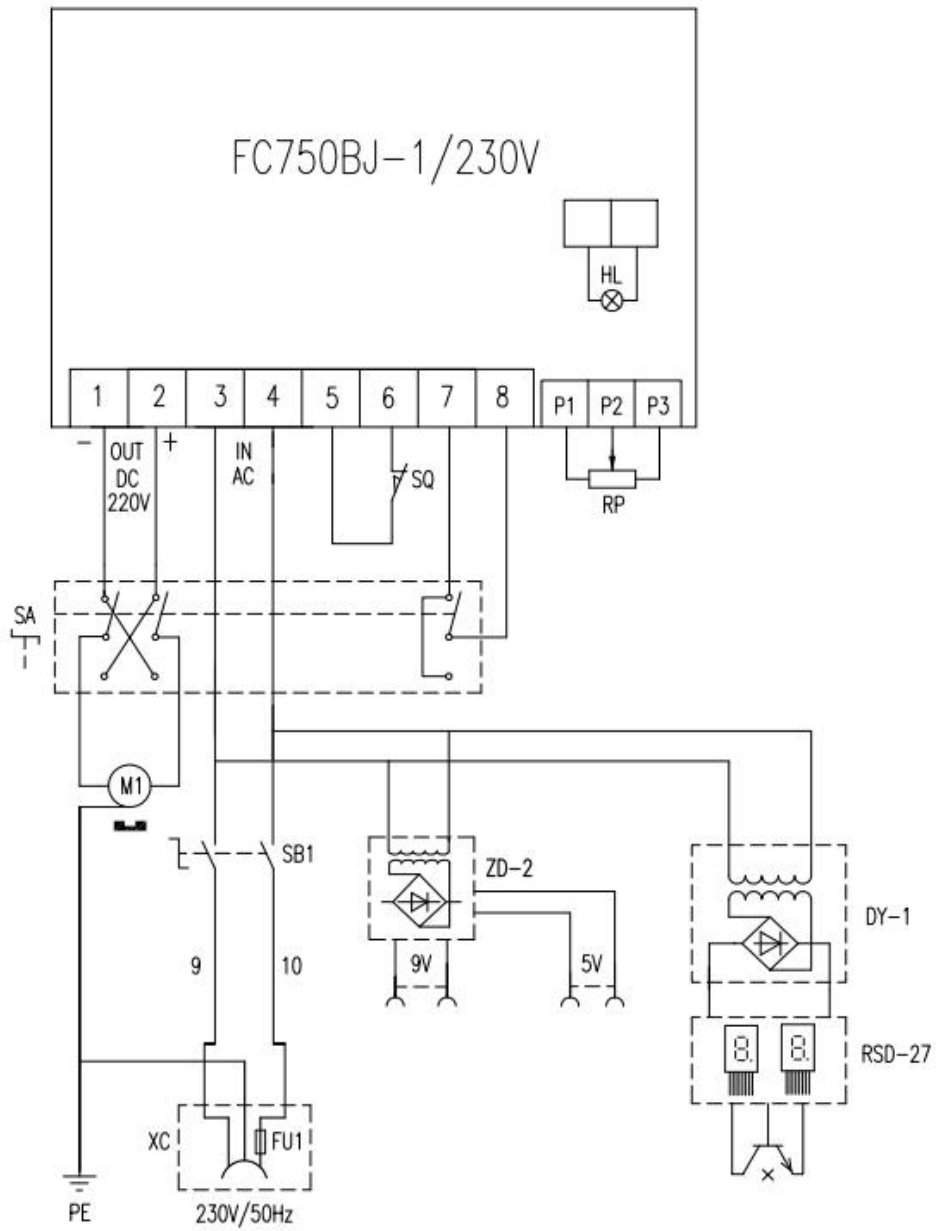 FC750BJ-1/230V
HL
1 2 3 4 5 6 7 8 P1 P2 P3
- OUT + IN
DC AC
220V
SQ
RP
SA
M1
SB1
ZD-2
DY-1
9 10 9V 5V
8. 8. RSD-27
XC FU1
PE 230V/50Hz